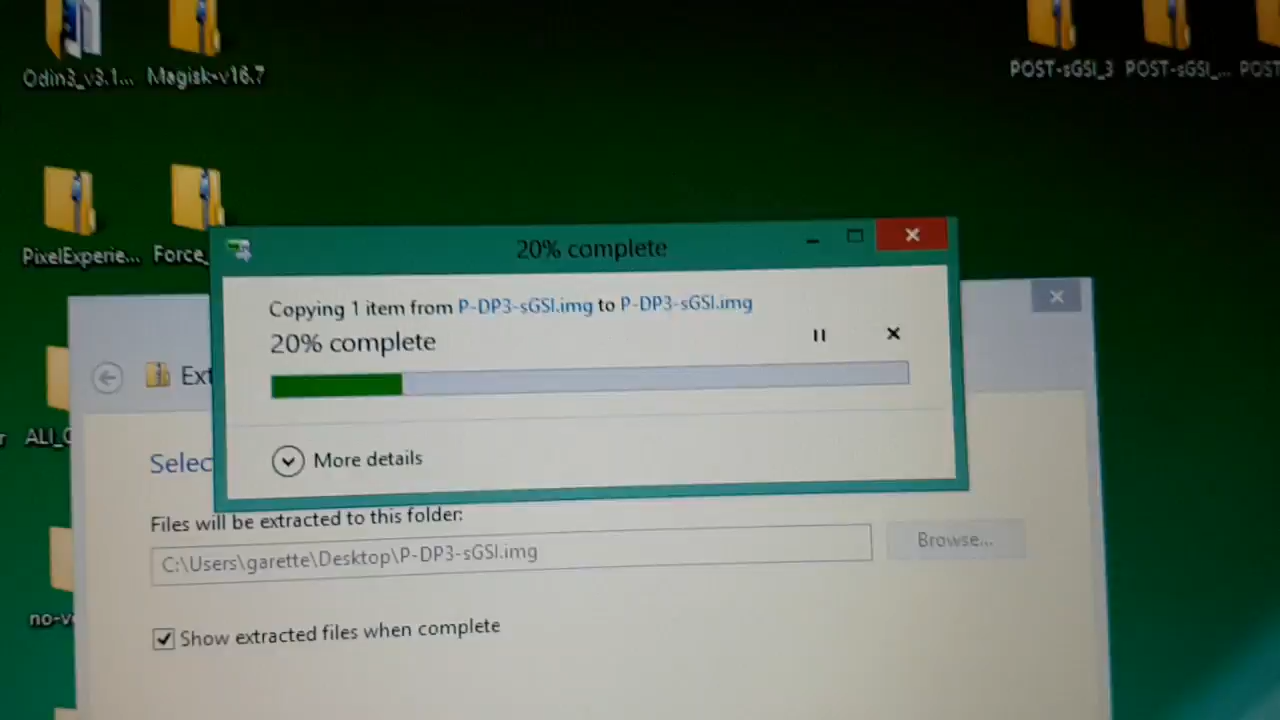 Odin3_v3.1... Magisk-v16.7
POST-sGSI_3 POST-sGSI_... POST
PixelExperie... Force_
20% complete
Copying 1 item from P-DP3-sGSI.img to P-DP3-sGSI.img
20% complete
Ext
ALI_
More details
Selec
Files will be extracted to this folder:
C:\Users\garette\Desktop\P-DP3-sGSI.img
Browse...
no-ve
Show extracted files when complete